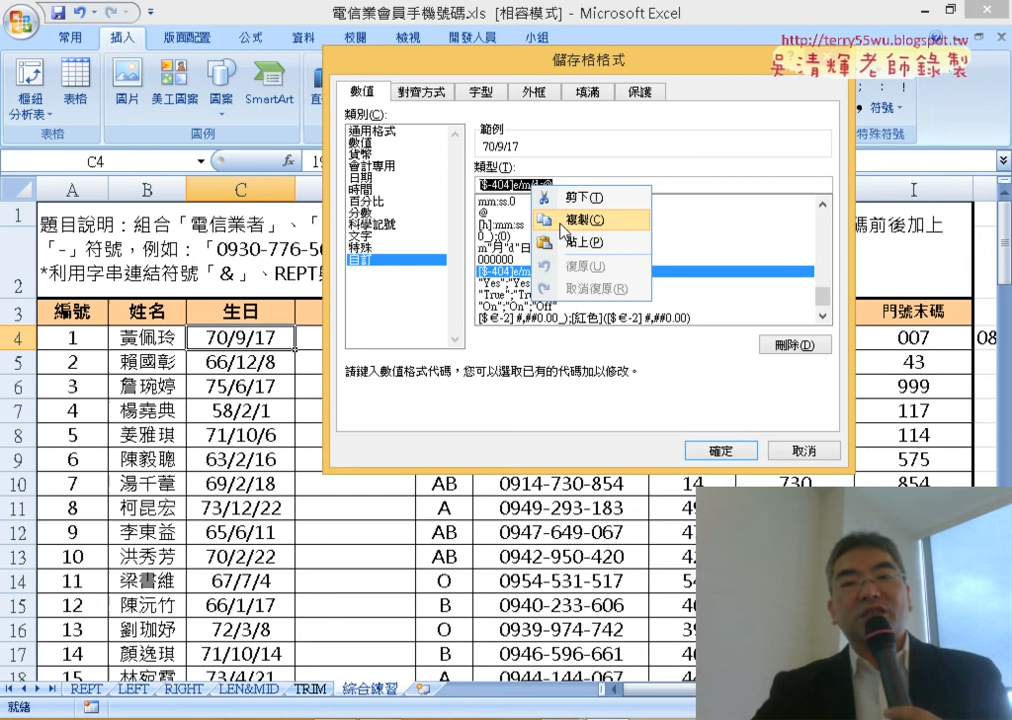 電信業會員手機號碼.xls [相容模式] - Microsoft Excel
常用 插入 版面配置 公式 資料 校閱 檢視 開發人員 小組
http://terry55wu.blogspot.tw
吳清輝老師錄製
樞紐分析表 表格 圖片 美工圖案 圖案 SmartArt
符號
表格 圖例 特殊符號
C4 fx
A B C I
題目說明：組合「電信業者」、「
碼前後加上
「-」符號，例如：「0930-776-5
*利用字串連結符號「&」、REPT
編號 姓名 生日 門號末碼
1 黃佩玲 70/9/17 007 08
2 賴國彰 66/12/8 43
3 詹琬婷 75/6/17 999
4 楊堯典 58/2/1 117
5 姜雅琪 71/10/6 114
6 陳毅聰 63/2/16 575
7 湯千葦 69/2/18 AB 0914-730-854 14 730 854
8 柯昆宏 73/12/22 A 0949-293-183
9 李東益 65/6/11 AB 0947-649-067
10 洪秀芳 70/2/22 AB 0942-950-420
11 梁書維 67/7/4 O 0954-531-517
12 陳沅竹 66/1/17 B 0940-233-606
13 劉珈妤 72/3/8 O 0939-974-742
14 顏逸琪 71/10/14 B 0946-596-661
REPT LEFT RIGHT LEN&MID TRIM 綜合練習
就緒
儲存格格式
數值 對齊方式 字型 外框 填滿 保護
類別(C):
通用格式
數值
貨幣
會計專用
日期
時間
百分比
分數
科學記號
文字
特殊
自訂
範例
70/9/17
類型(T):
[$-404]e/m/d;@
mm:ss.0
@
[h]:mm:ss
0_);(0)
m"月"d"日
000000
[$-404]e/m
"Yes";"Yes
"True";"Tru
"On";"On";"Off"
[$€-2] #,##0.00_);[紅色]([$€-2] #,##0.00)
剪下(T)
複製(C)
貼上(P)
復原(U)
取消復原(R)
刪除(D)
請鍵入數值格式代碼，您可以選取已有的代碼加以修改。
確定 取消